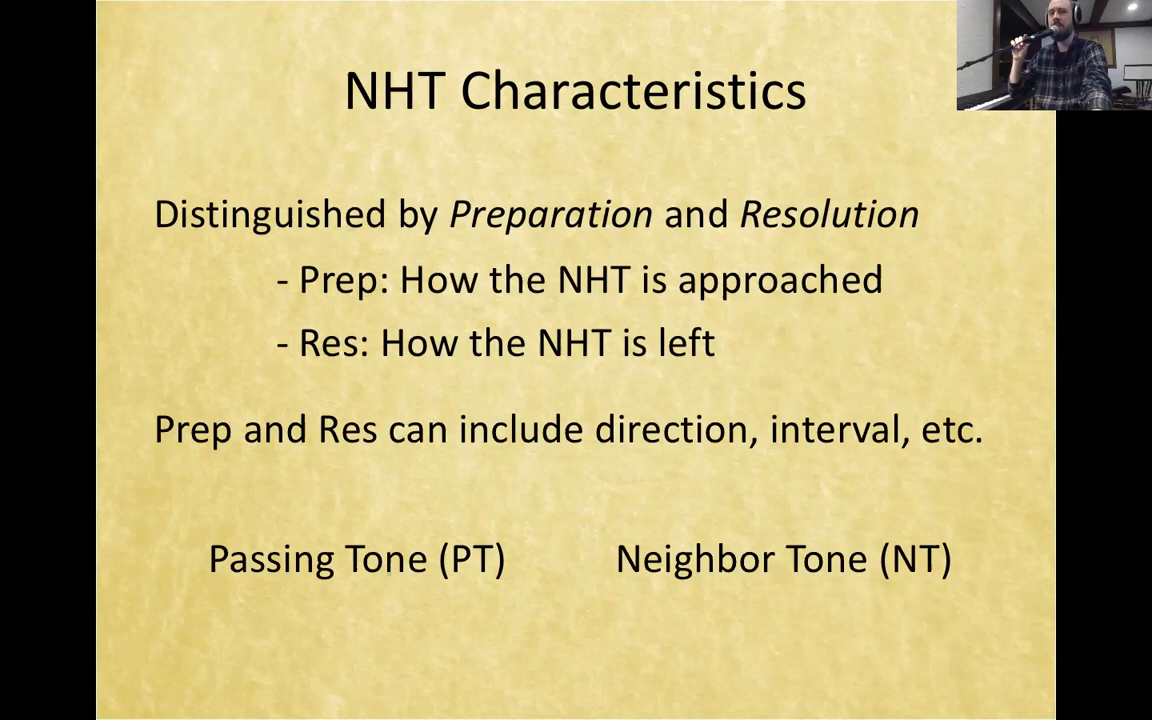 NHT Characteristics
Distinguished by Preparation and Resolution
- Prep: How the NHT is approached
- Res: How the NHT is left
Prep and Res can include direction, interval, etc.
Passing Tone (PT) Neighbor Tone (NT)